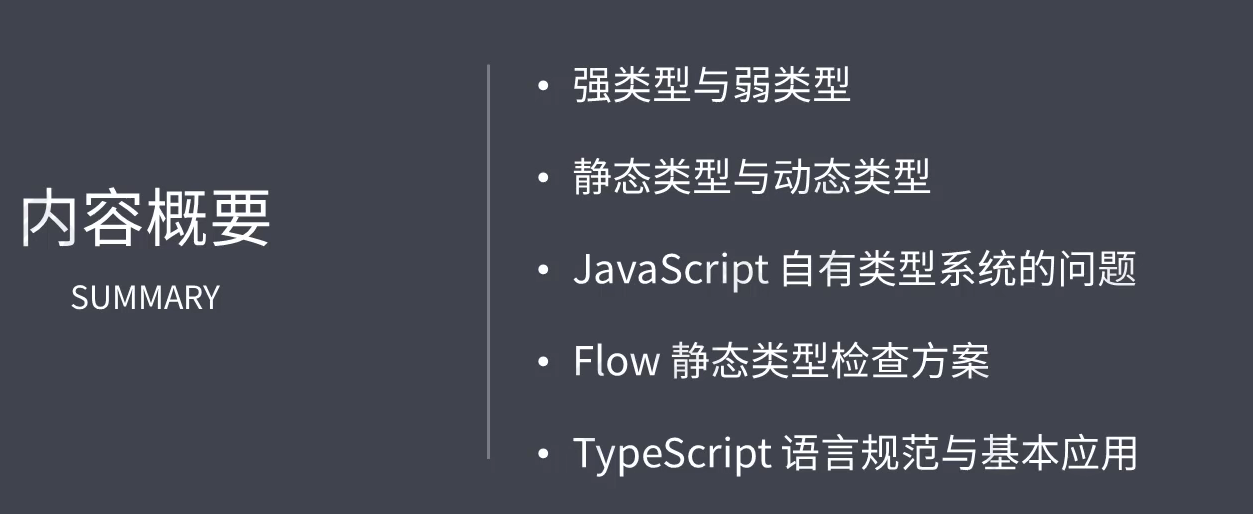 内容概要
SUMMARY
• 强类型与弱类型
• 静态类型与动态类型
• JavaScript 自有类型系统的问题
• Flow 静态类型检查方案
• TypeScript 语言规范与基本应用